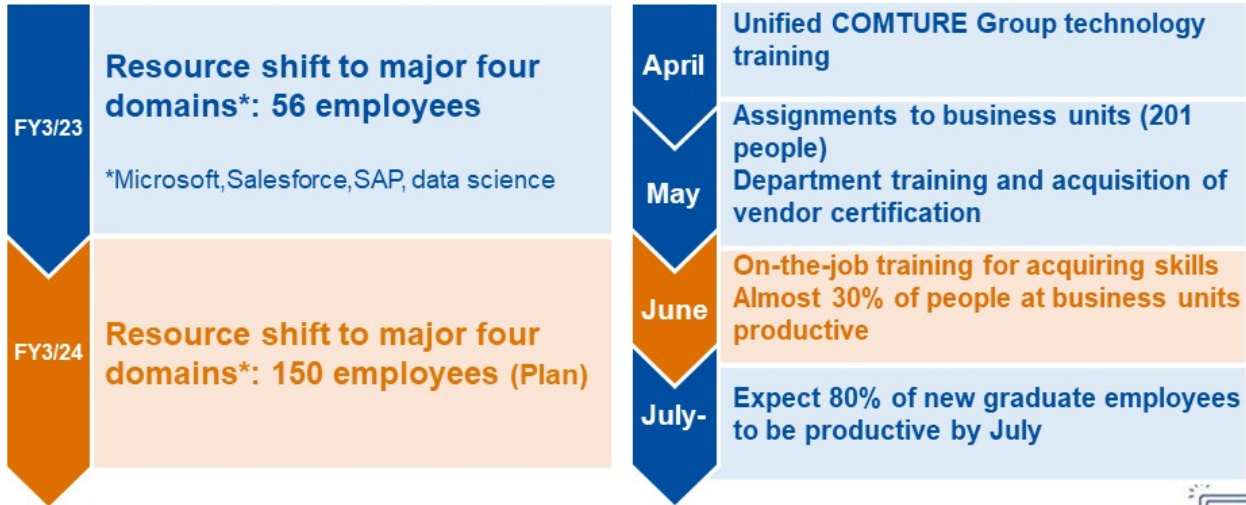 FY3/23
Resource shift to major four
domains*: 56 employees
*Microsoft,Salesforce,SAP, data science
FY3/24
Resource shift to major four
domains*: 150 employees (Plan)
April
Unified COMTURE Group technology
training
May
Assignments to business units (201
people)
Department training and acquisition of
vendor certification
June
On-the-job training for acquiring skills
Almost 30% of people at business units
productive
July-
Expect 80% of new graduate employees
to be productive by July